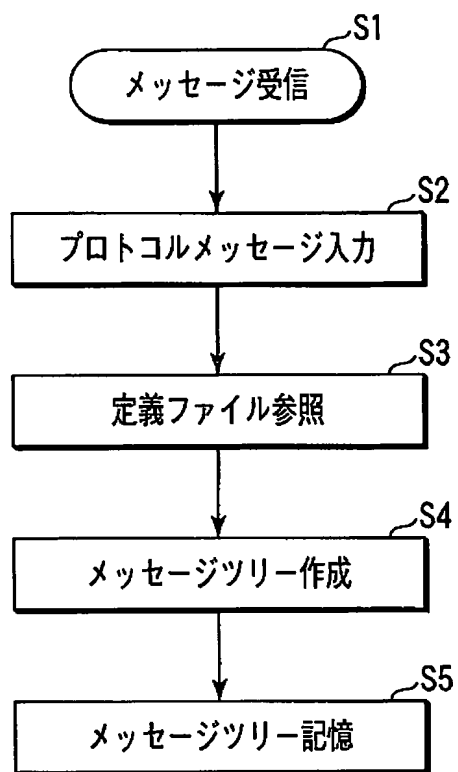 S1
メッセージ受信
S2
プロトコルメッセージ入力
S3
定義ファイル参照
S4
メッセージツリー作成
S5
メッセージツリー記憶